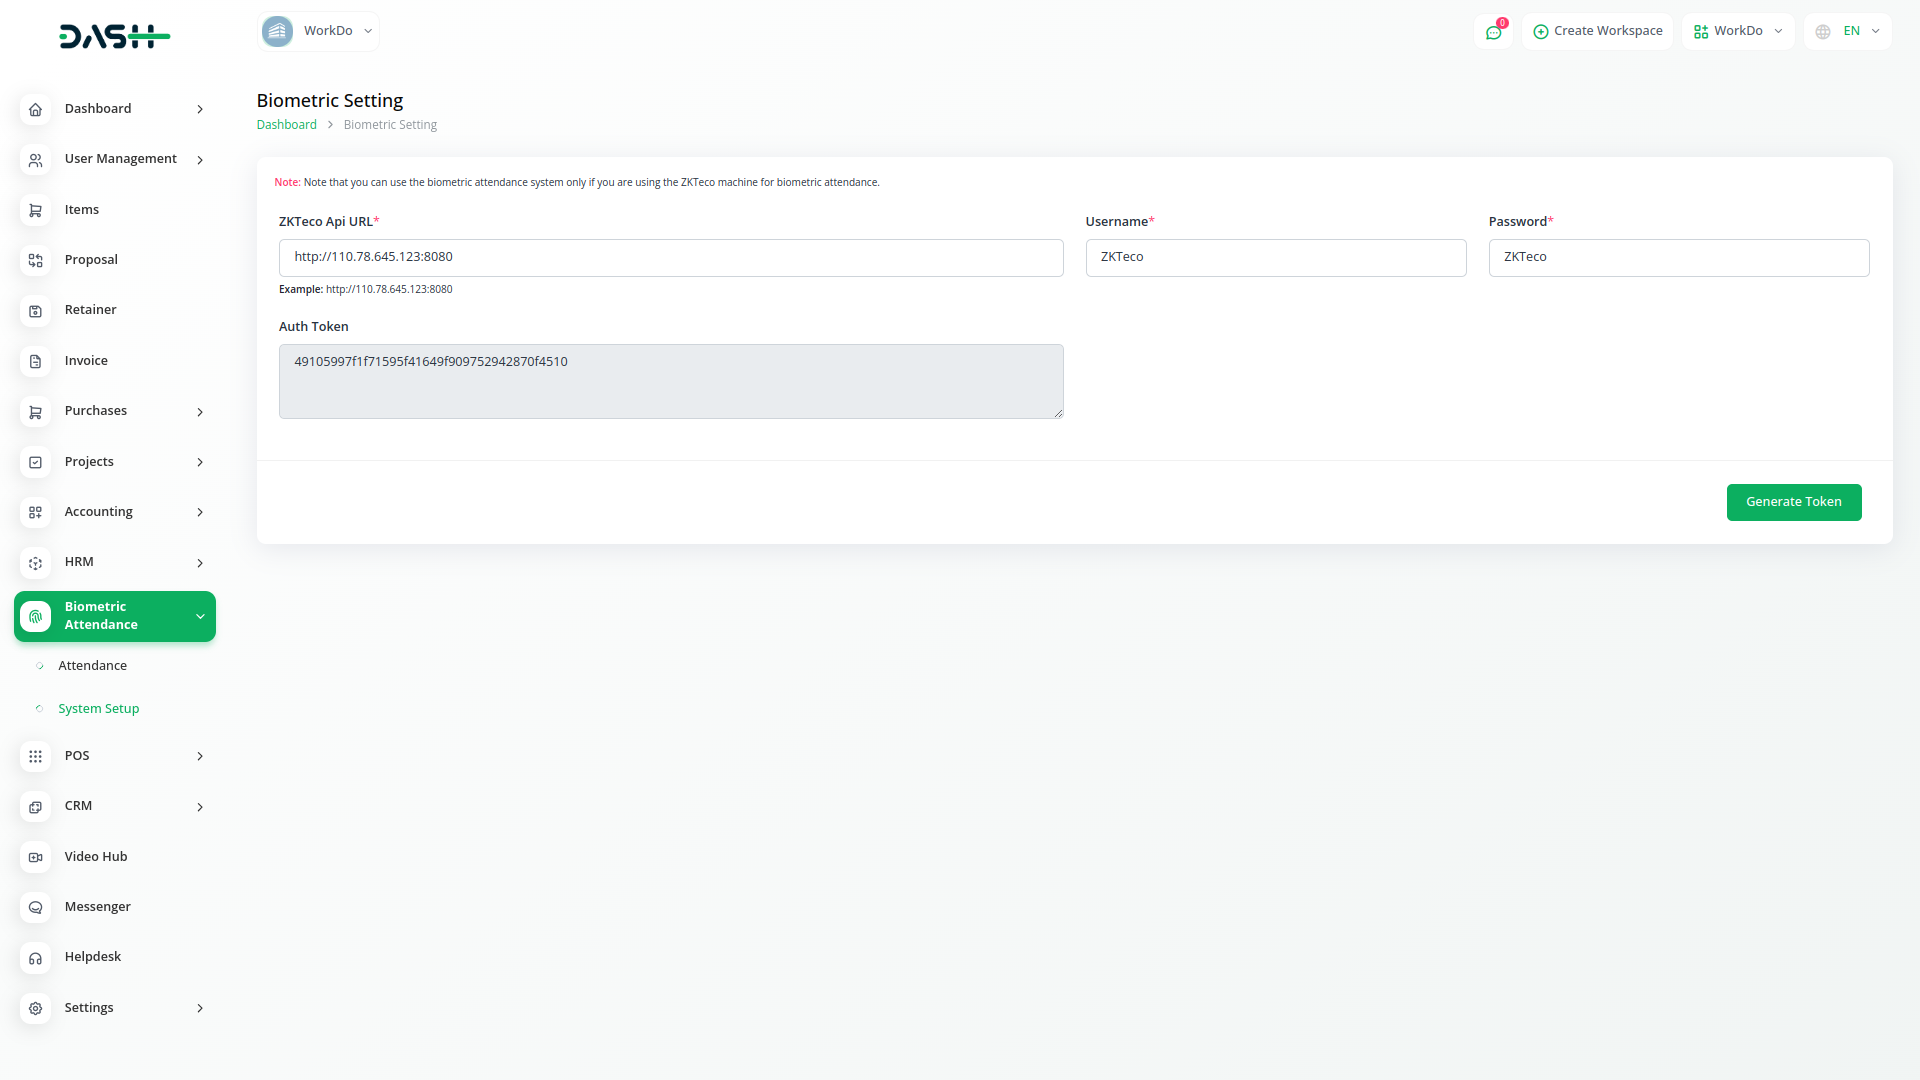 DASH
WorkDo
0
Create Workspace
WorkDo
EN
Dashboard
User Management
Items
Proposal
Retainer
Invoice
Purchases
Projects
Accounting
HRM
Biometric
Attendance
Attendance
System Setup
POS
CRM
Video Hub
Messenger
Helpdesk
Settings
Biometric Setting
Dashboard > Biometric Setting
Note: Note that you can use the biometric attendance system only if you are using the ZKTeco machine for biometric attendance.
ZKTeco Api URL*
http://110.78.645.123:8080
Example: http://110.78.645.123:8080
Username*
ZKTeco
Password*
ZKTeco
Auth Token
49105997f1f71595f41649f909752942870f4510
Generate Token